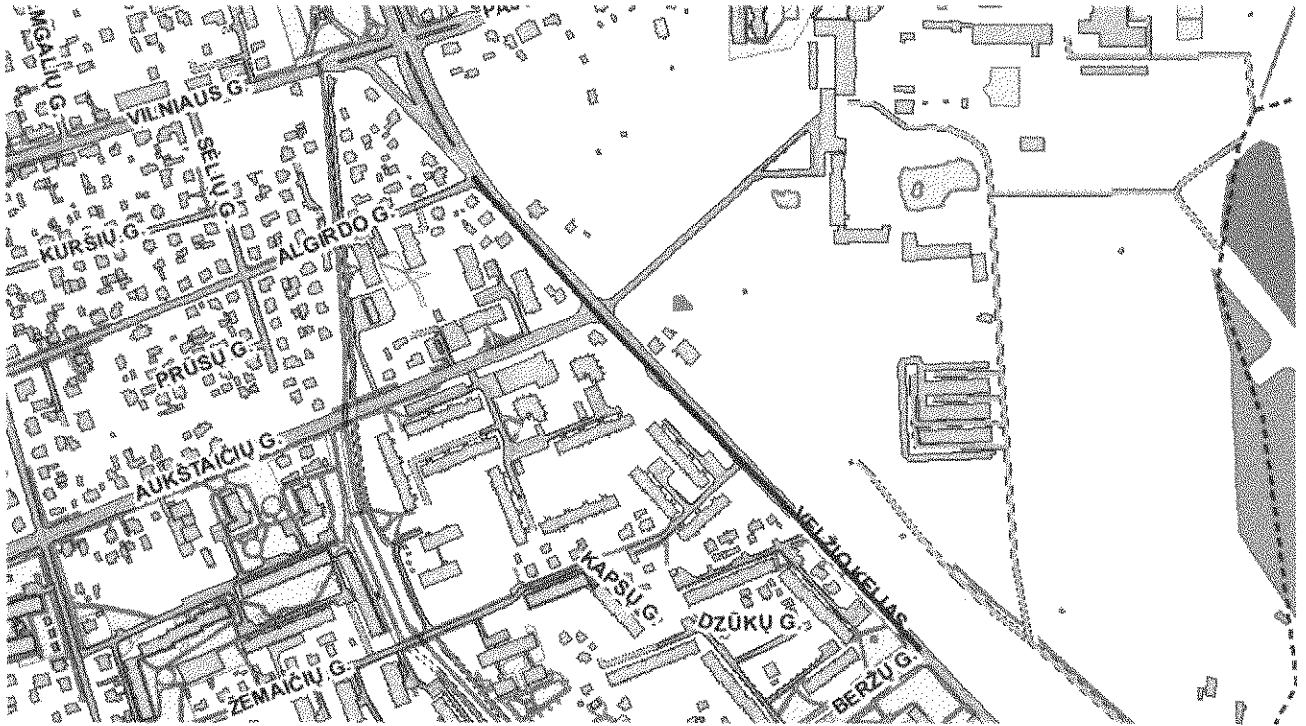 VILNIAUS G.
SĖLIŲ G.
KURŠIŲ G.
ALGIRDO G.
PRŪSŲ G.
AUKŠTAIČIŲ G.
VELŽIO KELIAS
KAPSŲ G.
DZŪKŲ G.
BERŽŲ G.
ŽEMAIČIŲ G.